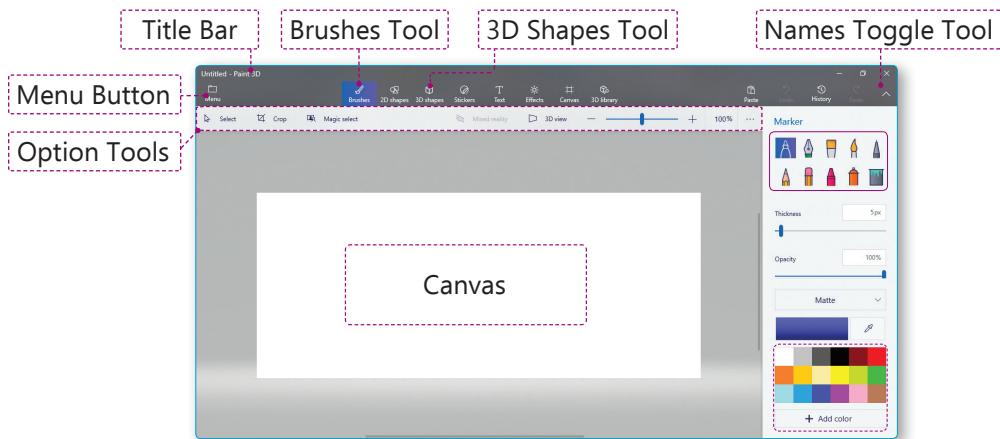 Title Bar
Brushes Tool
3D Shapes Tool
Names Toggle Tool
Menu Button
Option Tools
Untitled - Paint 3D
Menu
Brushes
2D shapes
3D shapes
Stickers
Text
Effects
Canvas
3D library
Paste
Undo
History
Redo
Select
Crop
Magic select
Mixed reality
3D view
100%
Marker
Thickness
5px
Opacity
100%
Matte
Add color
Canvas